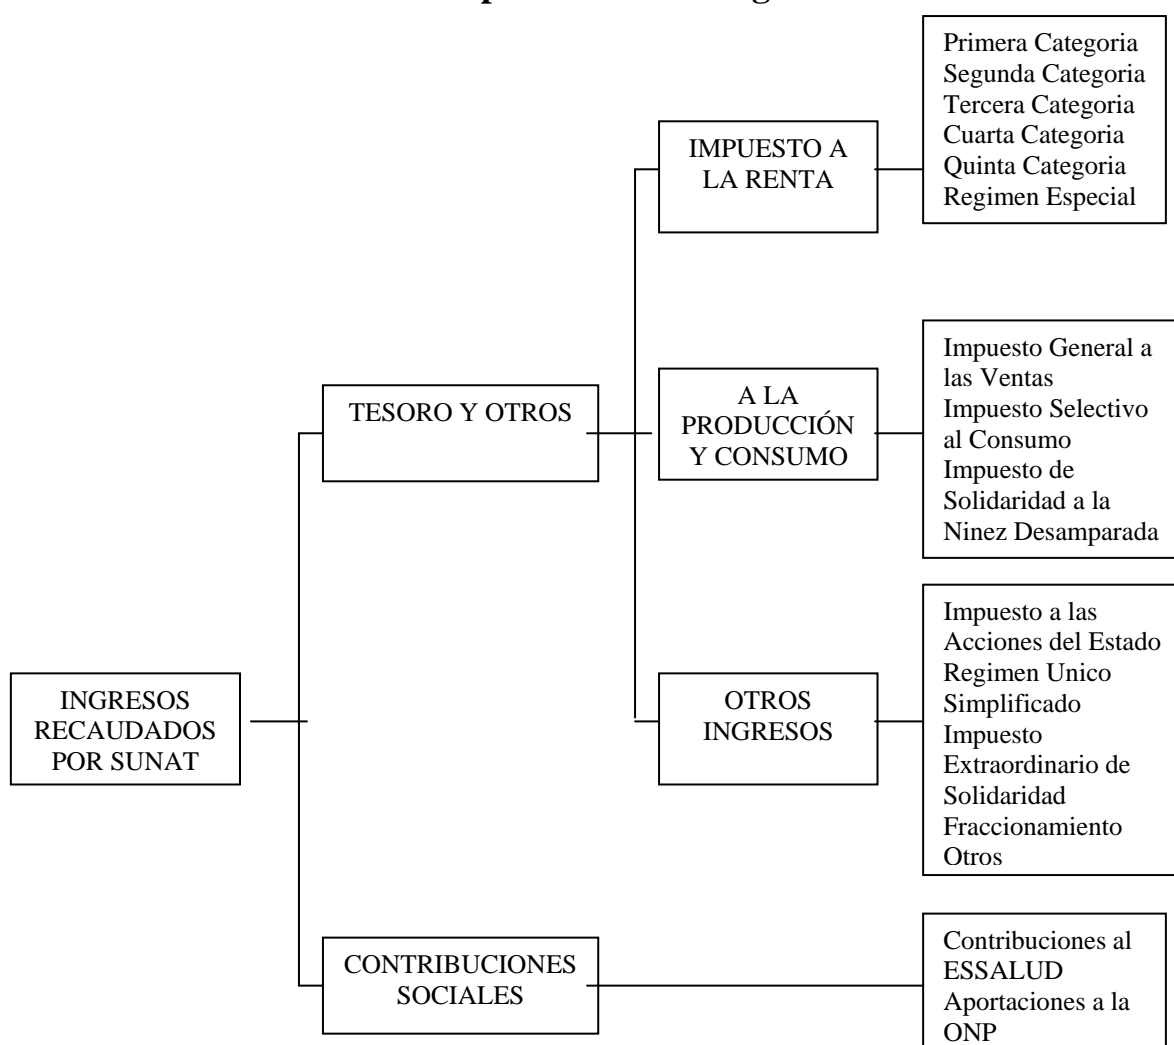 Primera Categoria
Segunda Categoria
Tercera Categoria
Cuarta Categoria
Quinta Categoria
Regimen Especial
IMPUESTO A
LA RENTA
Impuesto General a
las Ventas
Impuesto Selectivo
al Consumo
Impuesto de
Solidaridad a la
Ninez Desamparada
A LA
PRODUCCIÓN
Y CONSUMO
TESORO Y OTROS
Impuesto a las
Acciones del Estado
Regimen Unico
Simplificado
Impuesto
Extraordinario de
Solidaridad
Fraccionamiento
Otros
OTROS
INGRESOS
INGRESOS
RECAUDADOS
POR SUNAT
CONTRIBUCIONES
SOCIALES
Contribuciones al
ESSALUD
Aportaciones a la
ONP